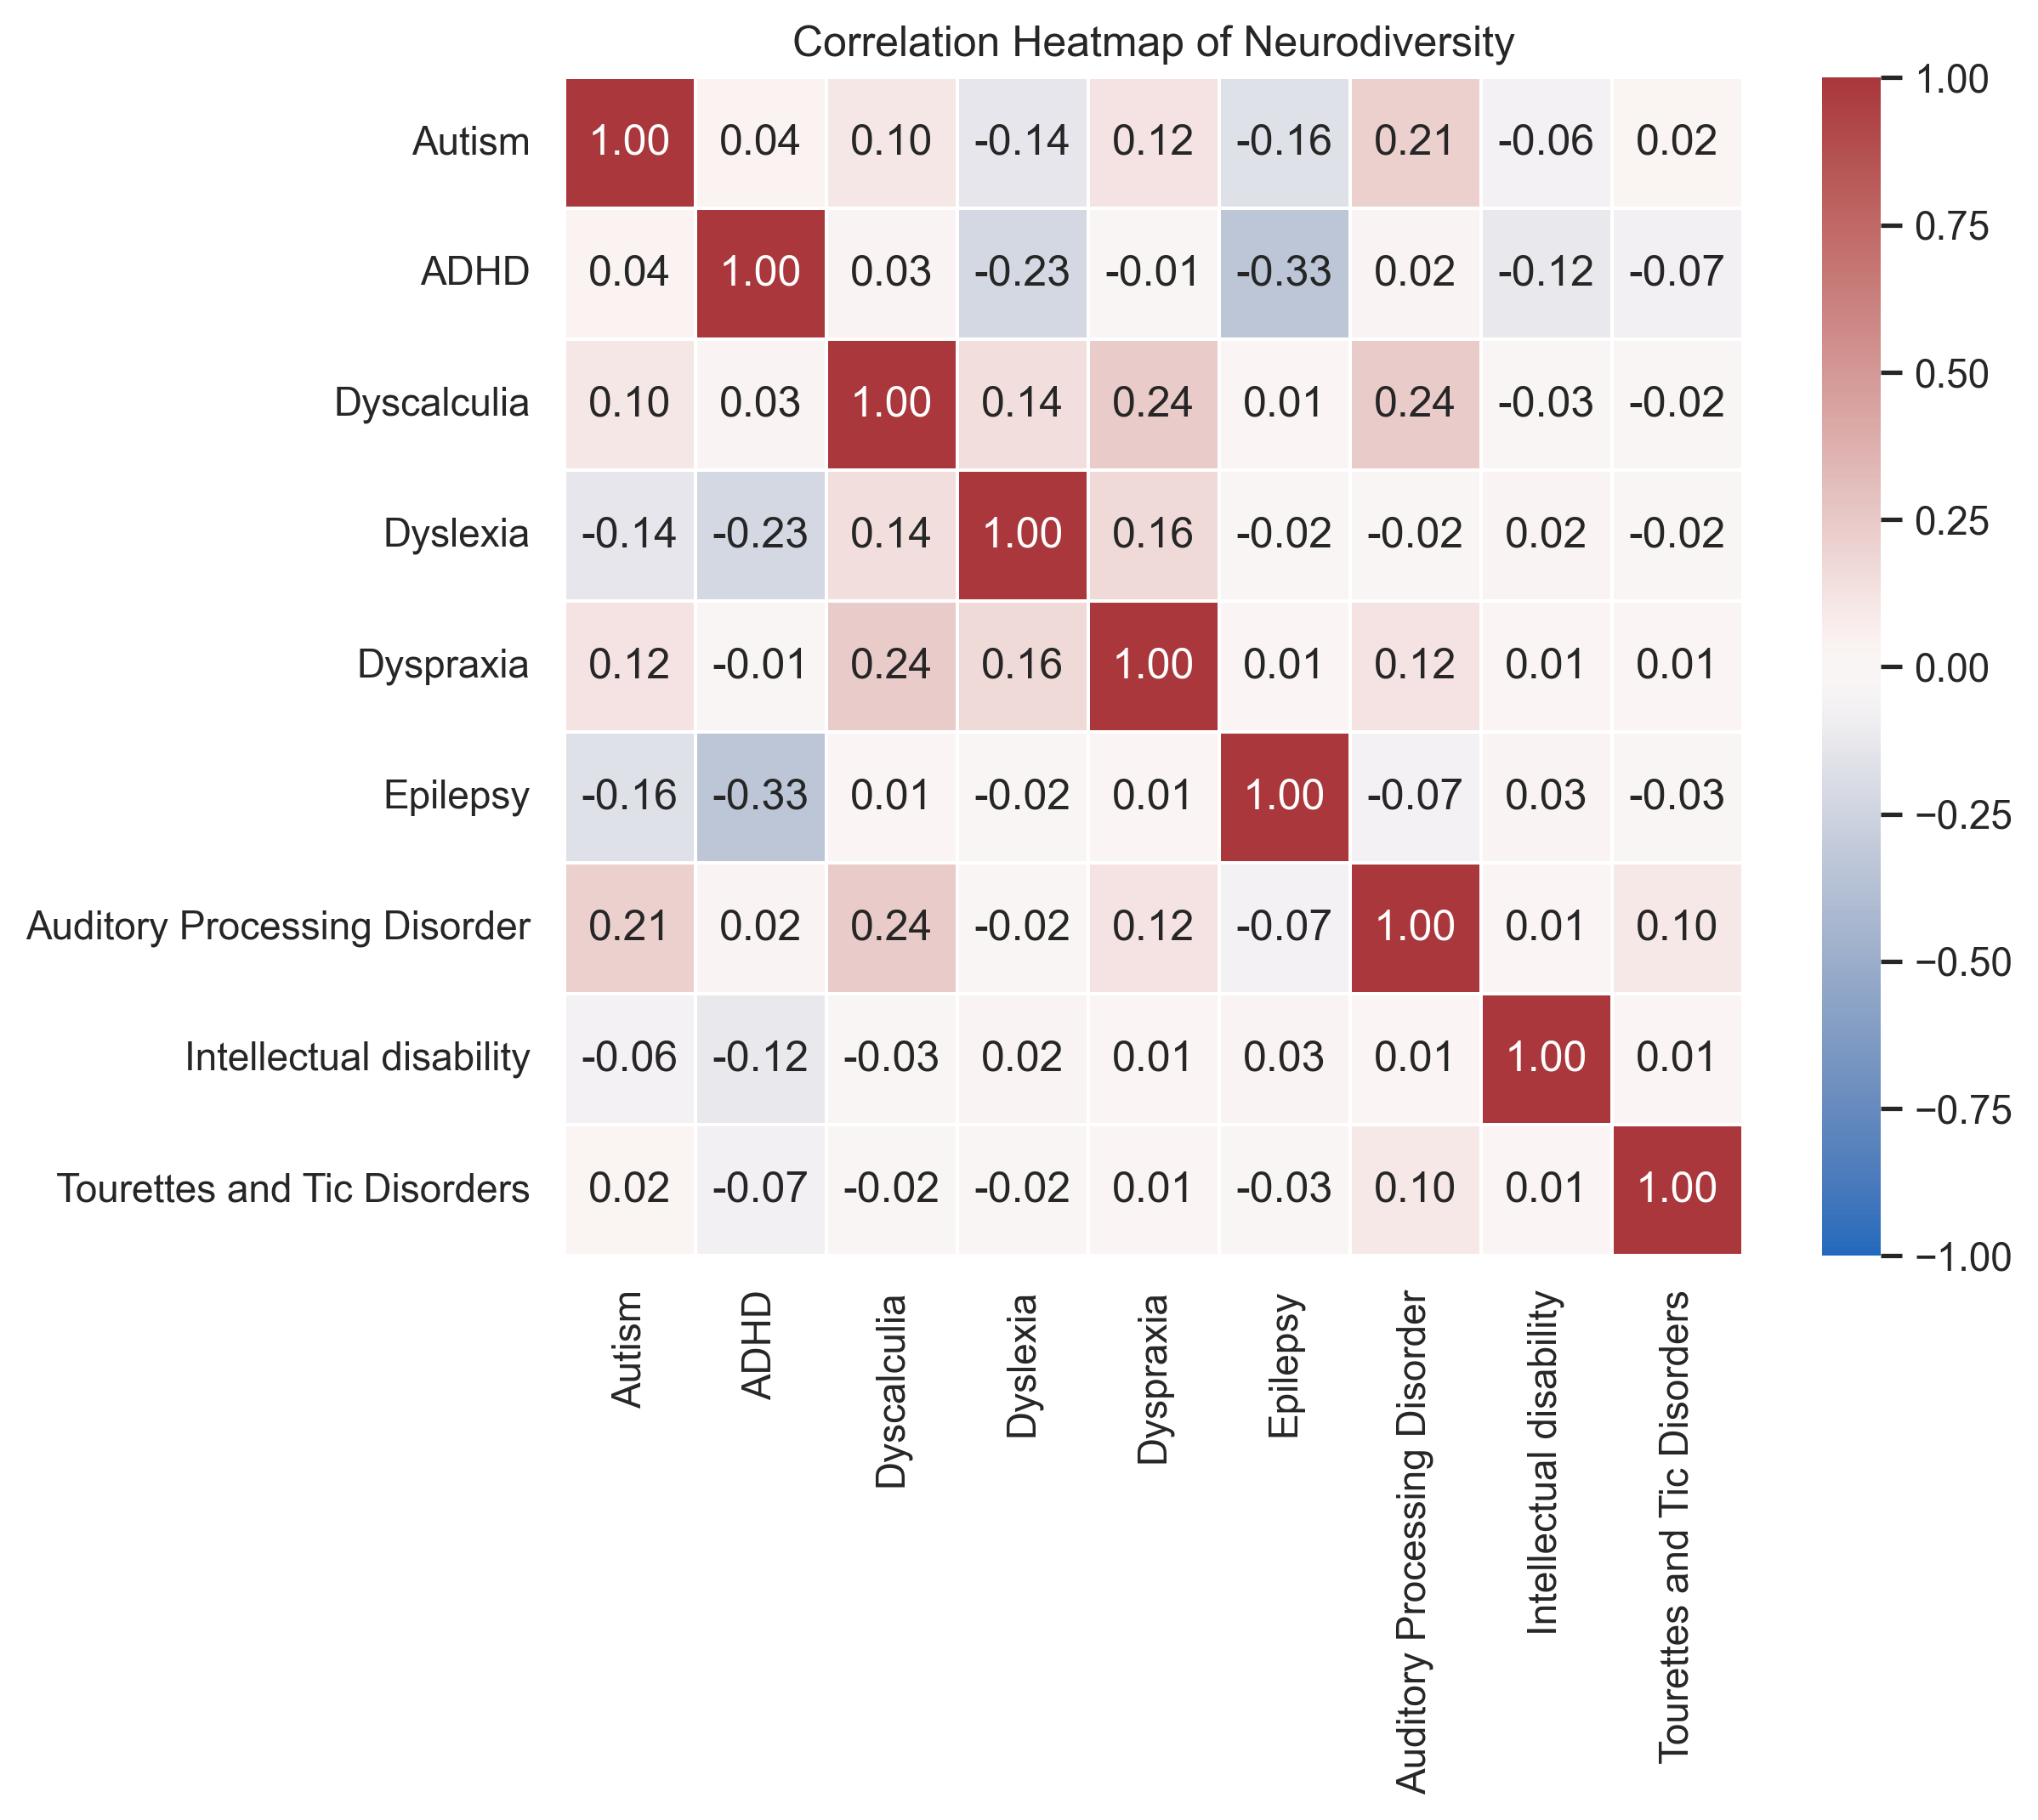 Correlation Heatmap of Neurodiversity
Autism 1.00 0.04 0.10 -0.14 0.12 -0.16 0.21 -0.06 0.02
ADHD 0.04 1.00 0.03 -0.23 -0.01 -0.33 0.02 -0.12 -0.07
Dyscalculia 0.10 0.03 1.00 0.14 0.24 0.01 0.24 -0.03 -0.02
Dyslexia -0.14 -0.23 0.14 1.00 0.16 -0.02 -0.02 0.02 -0.02
Dyspraxia 0.12 -0.01 0.24 0.16 1.00 0.01 0.12 0.01 0.01
Epilepsy -0.16 -0.33 0.01 -0.02 0.01 1.00 -0.07 0.03 -0.03
Auditory Processing Disorder 0.21 0.02 0.24 -0.02 0.12 -0.07 1.00 0.01 0.10
Intellectual disability -0.06 -0.12 -0.03 0.02 0.01 0.03 0.01 1.00 0.01
Tourettes and Tic Disorders 0.02 -0.07 -0.02 -0.02 0.01 -0.03 0.10 0.01 1.00
Autism
ADHD
Dyscalculia
Dyslexia
Dyspraxia
Epilepsy
Auditory Processing Disorder
Intellectual disability
Tourettes and Tic Disorders
1.00
0.75
0.50
0.25
0.00
−0.25
−0.50
−0.75
−1.00